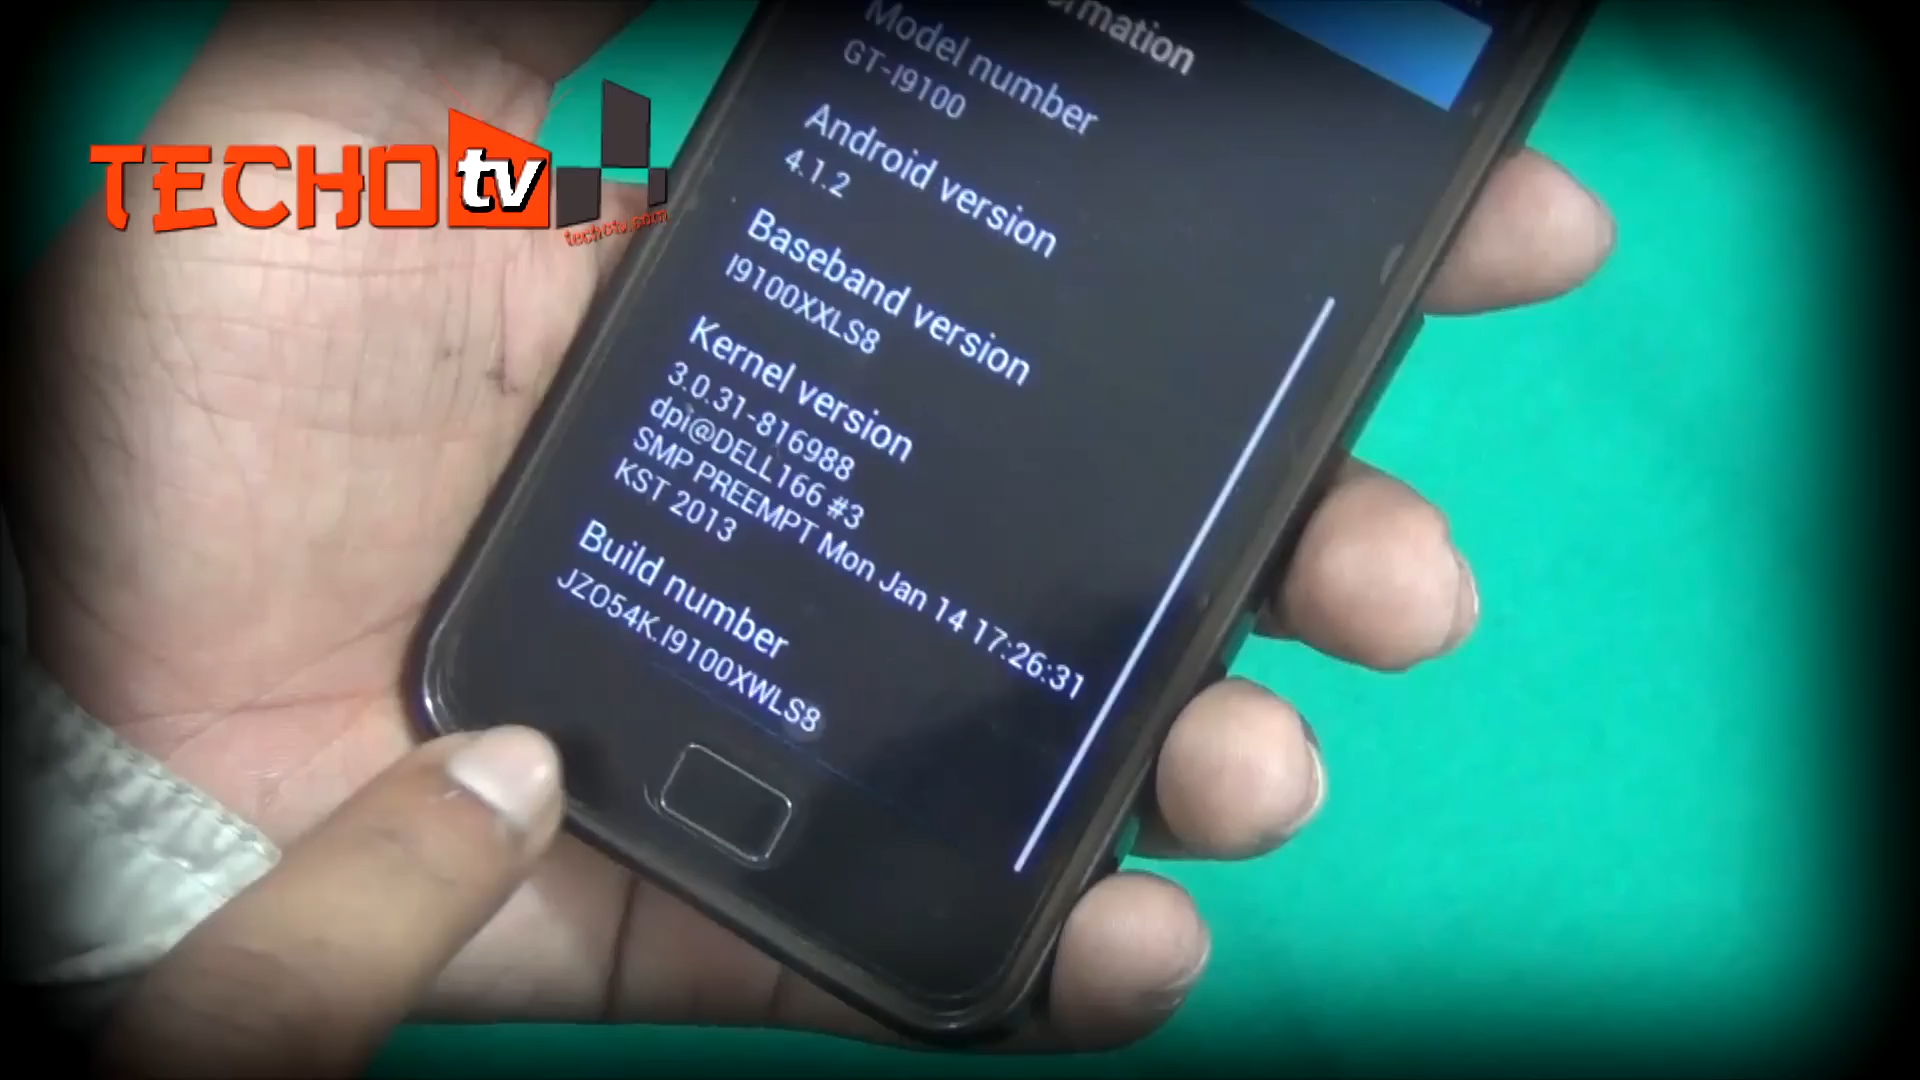 TECHO tv
techotv.com
Model number
GT-I9100
Android version
4.1.2
Baseband version
I9100XXLS8
Kernel version
3.0.31-816988
dpi@DELL166 #3
SMP PREEMPT Mon Jan 14 17:26:31
KST 2013
Build number
JZO54K.I9100XWLS8